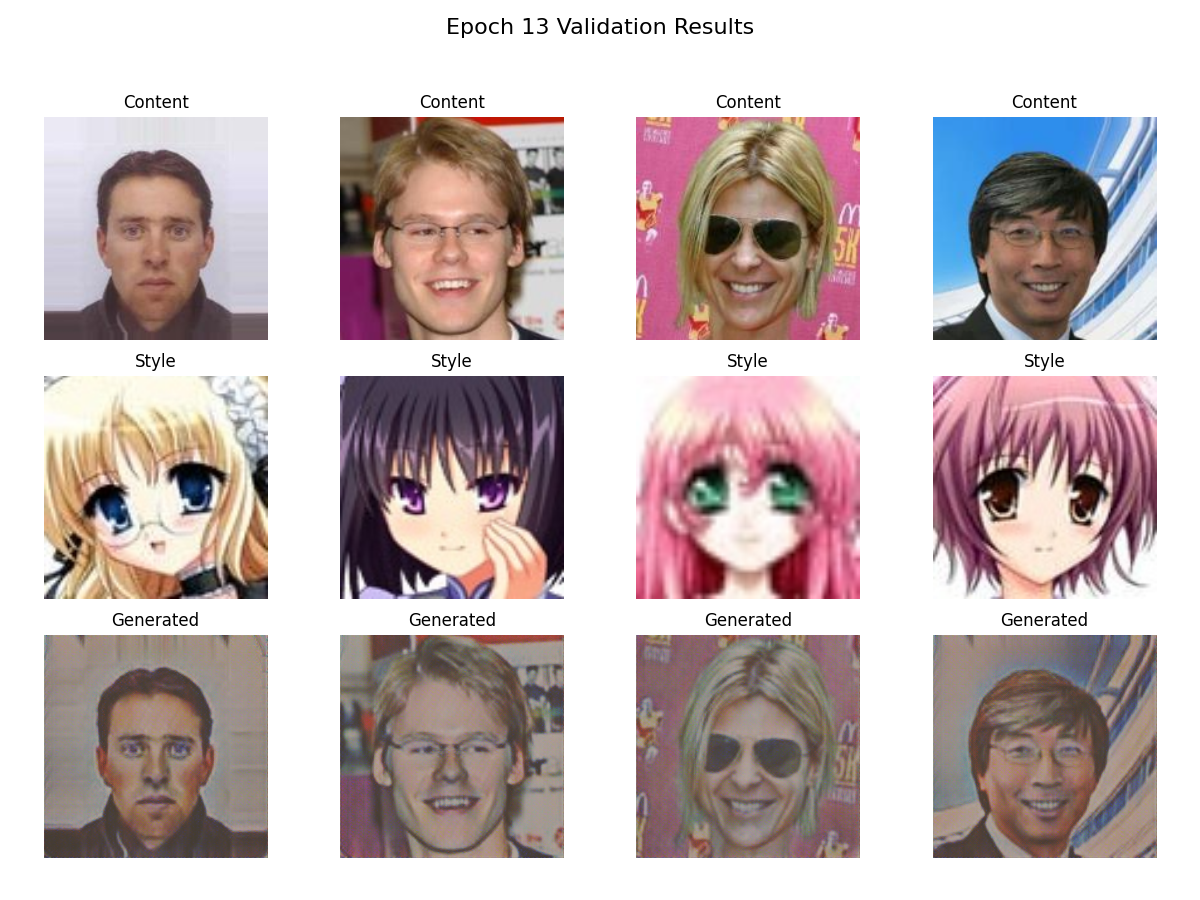 Epoch 13 Validation Results
Content Content Content Content
Style Style Style Style
Generated Generated Generated Generated